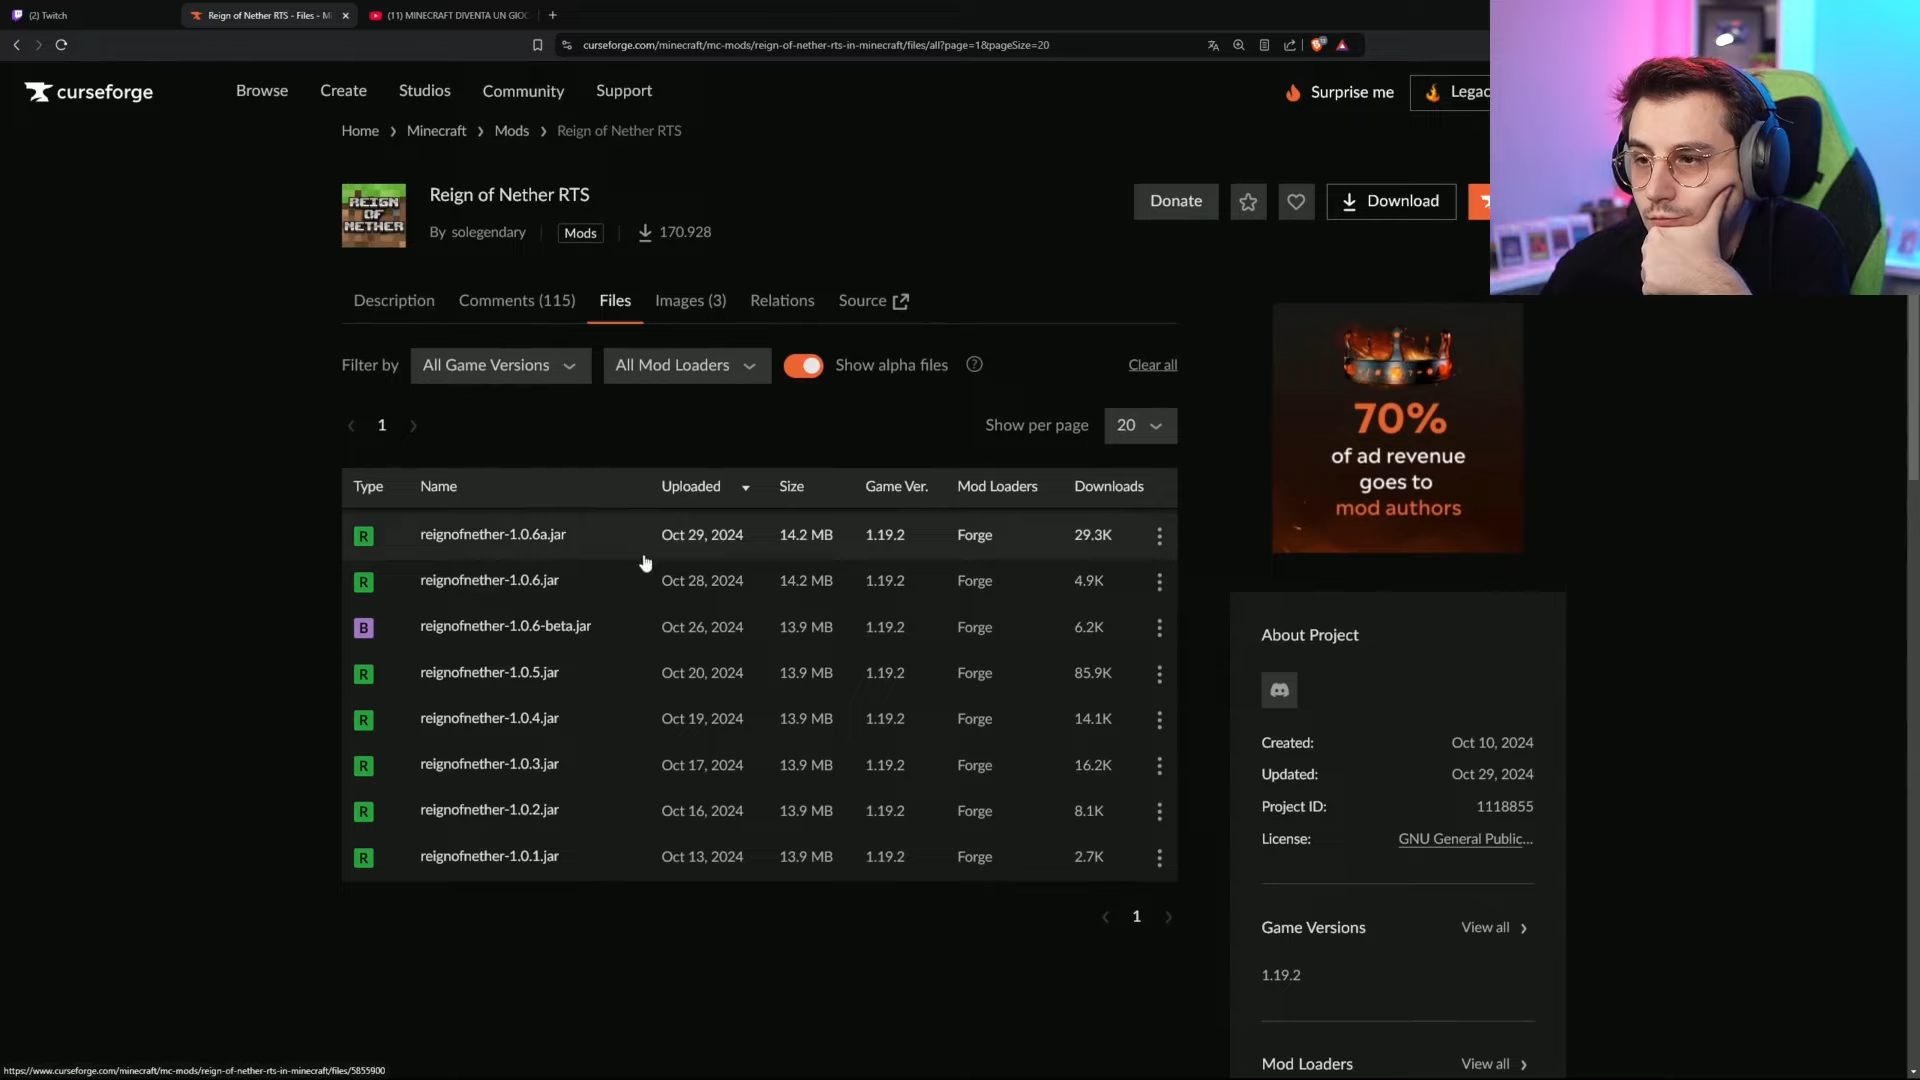 (2) Twitch
Reign of Nether RTS - Files - Mi
(11) MINECRAFT DIVENTA UN GIOC
curseforge.com/minecraft/mc-mods/reign-of-nether-rts-in-minecraft/files/all?page=1&pageSize=20
curseforge
Browse
Create
Studios
Community
Support
Surprise me
Legac
Home > Minecraft > Mods > Reign of Nether RTS
REIGN
OF
NETHER
Reign of Nether RTS
By solegendary
Mods
170.928
Donate
Download
Description
Comments (115)
Files
Images (3)
Relations
Source
Filter by
All Game Versions
All Mod Loaders
Show alpha files
Clear all
1
Show per page
20
Type Name Uploaded Size Game Ver. Mod Loaders Downloads
R reignofnether-1.0.6a.jar Oct 29, 2024 14.2 MB 1.19.2 Forge 29.3K
R reignofnether-1.0.6.jar Oct 28, 2024 14.2 MB 1.19.2 Forge 4.9K
B reignofnether-1.0.6-beta.jar Oct 26, 2024 13.9 MB 1.19.2 Forge 6.2K
R reignofnether-1.0.5.jar Oct 20, 2024 13.9 MB 1.19.2 Forge 85.9K
R reignofnether-1.0.4.jar Oct 19, 2024 13.9 MB 1.19.2 Forge 14.1K
R reignofnether-1.0.3.jar Oct 17, 2024 13.9 MB 1.19.2 Forge 16.2K
R reignofnether-1.0.2.jar Oct 16, 2024 13.9 MB 1.19.2 Forge 8.1K
R reignofnether-1.0.1.jar Oct 13, 2024 13.9 MB 1.19.2 Forge 2.7K
1
70%
of ad revenue
goes to
mod authors
About Project
Created: Oct 10, 2024
Updated: Oct 29, 2024
Project ID: 1118855
License: GNU General Public...
Game Versions View all
1.19.2
Mod Loaders View all
https://www.curseforge.com/minecraft/mc-mods/reign-of-nether-rts-in-minecraft/files/5855900